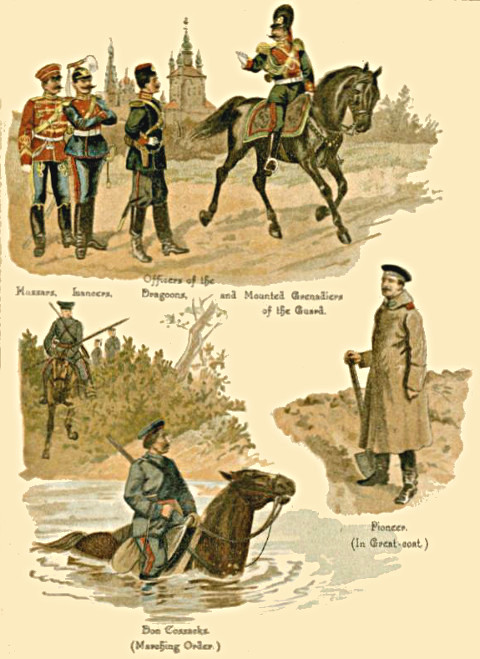 Officers of the
Hussars, Lancers, Dragoons, and Mounted Grenadiers
of the Guard.
Pioneer.
(In Great-coat.)
Don Cossacks.
(Marching Order.)